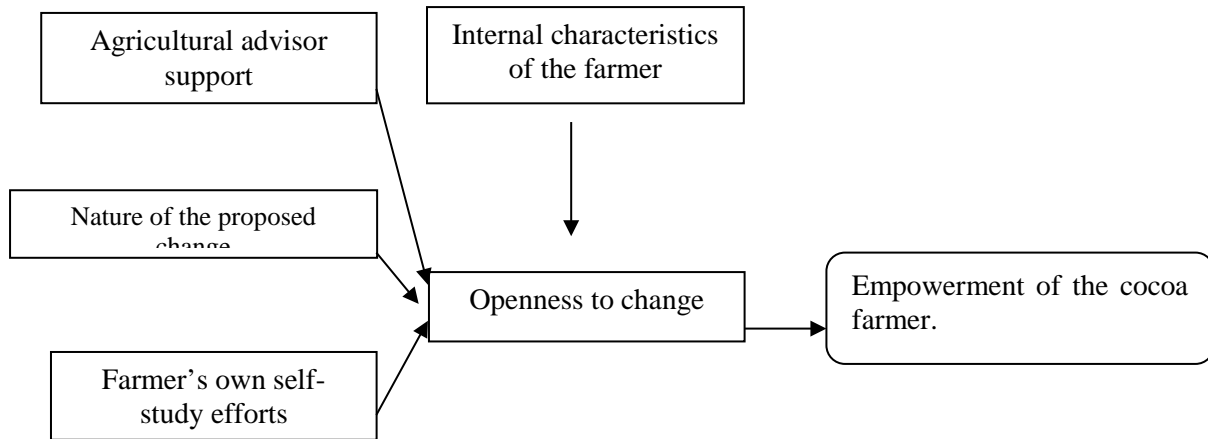 Agricultural advisor
support
Internal characteristics
of the farmer
Nature of the proposed
change
Openness to change
Empowerment of the cocoa
farmer.
Farmer’s own self-
study efforts